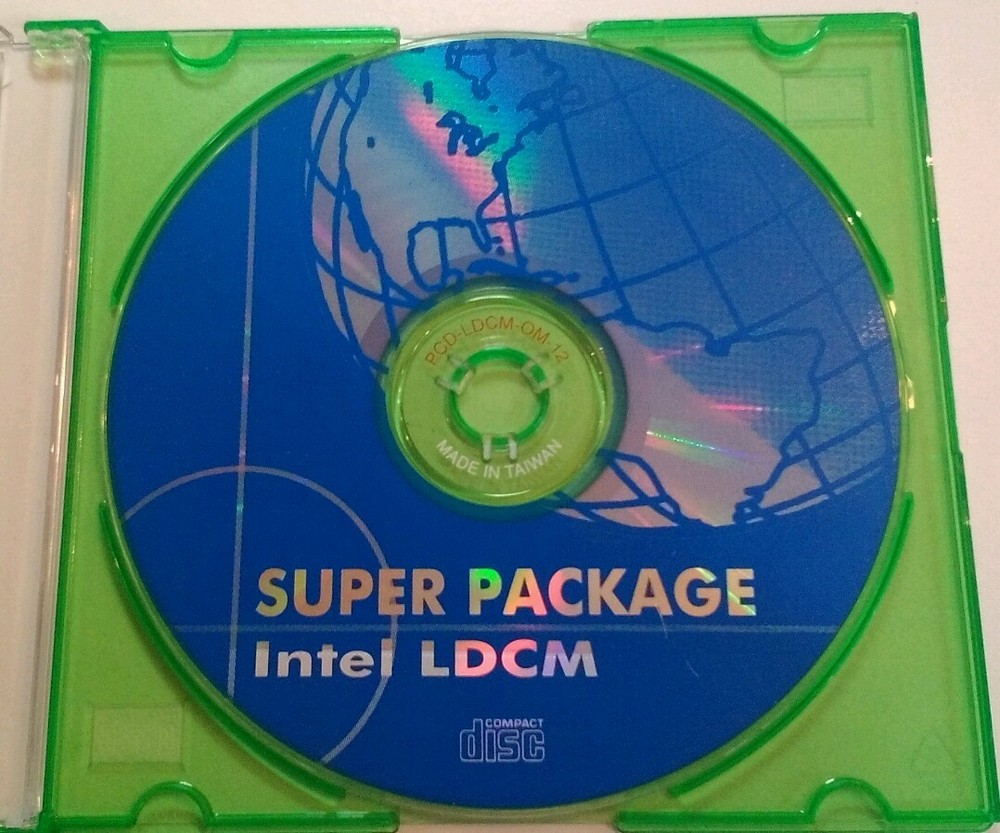 PCD-LDCM-OM-12
MADE IN TAIWAN
SUPER PACKAGE
Intel LDCM
COMPACT
disc